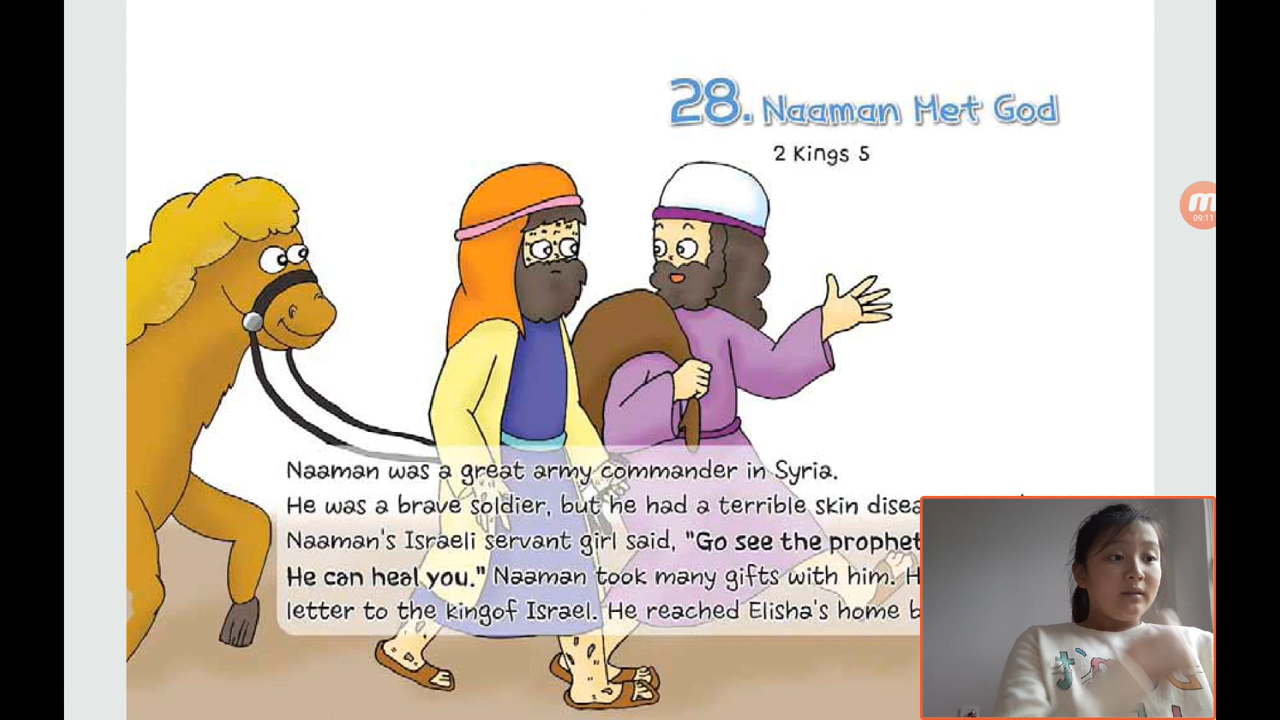 28. Naaman Met God
2 Kings 5
09:11
Naaman was a great army commander in Syria.
He was a brave soldier, but he had a terrible skin
Naaman's Israeli servant girl said, "Go see the prophet
He can heal you." Naaman took many gifts with him.
letter to the kingof Israel. He reached Elisha's home